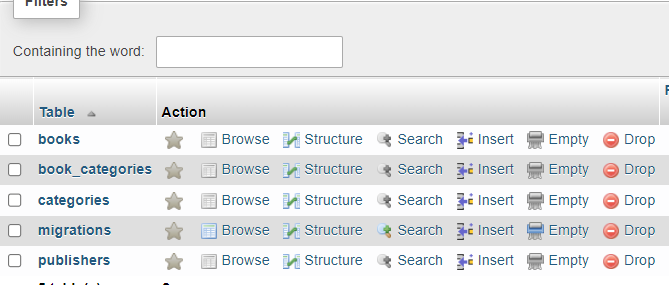 Filters
Containing the word:
Table Action
books Browse Structure Search Insert Empty Drop
book_categories Browse Structure Search Insert Empty Drop
categories Browse Structure Search Insert Empty Drop
migrations Browse Structure Search Insert Empty Drop
publishers Browse Structure Search Insert Empty Drop